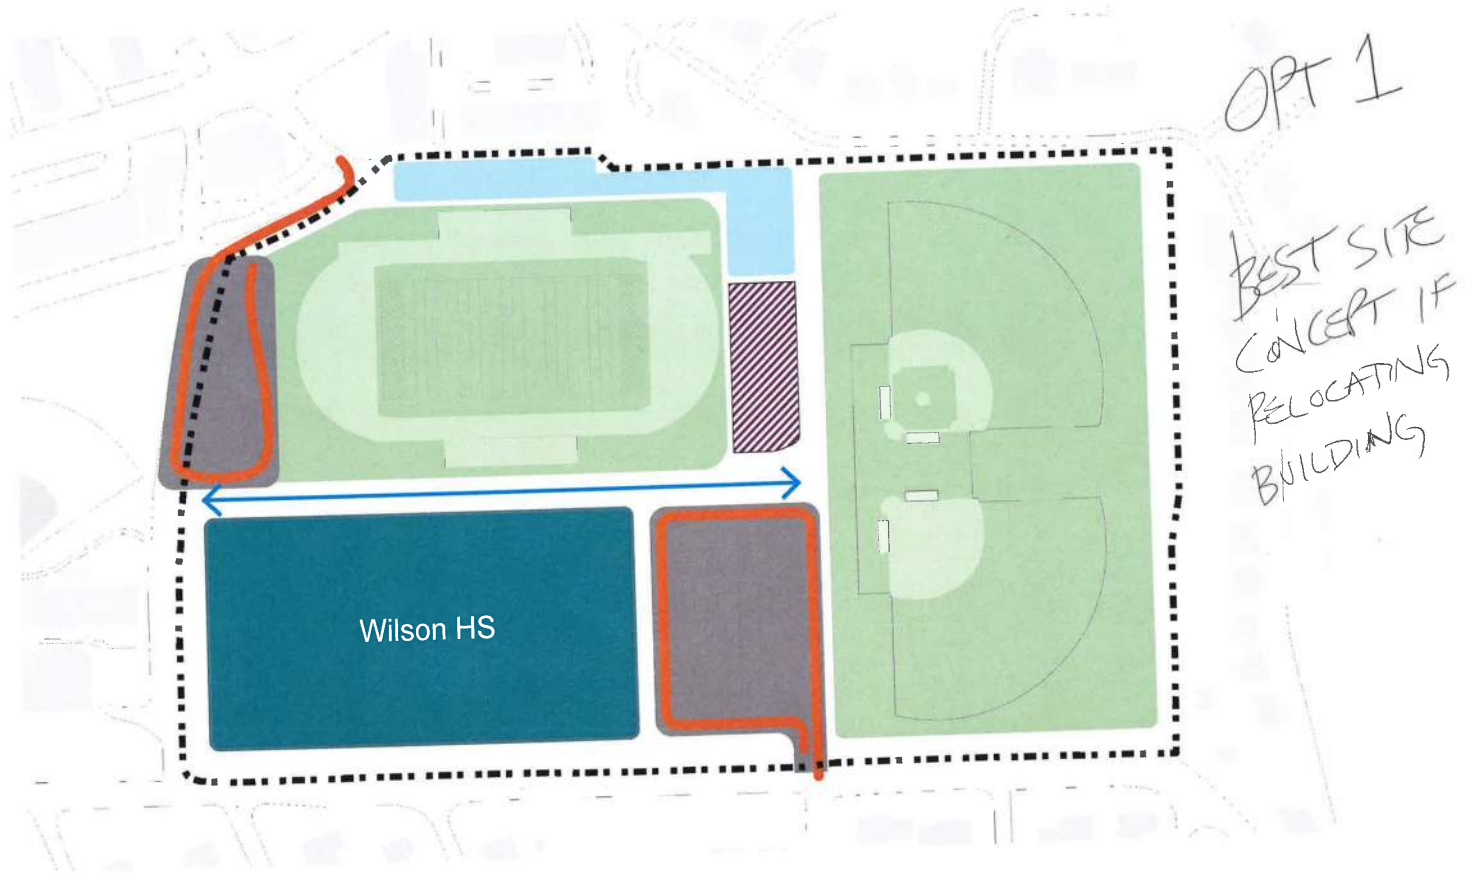 OPT 1
BEST SITE
CONCEPT IF
RELOCATING
BUILDING
Wilson HS